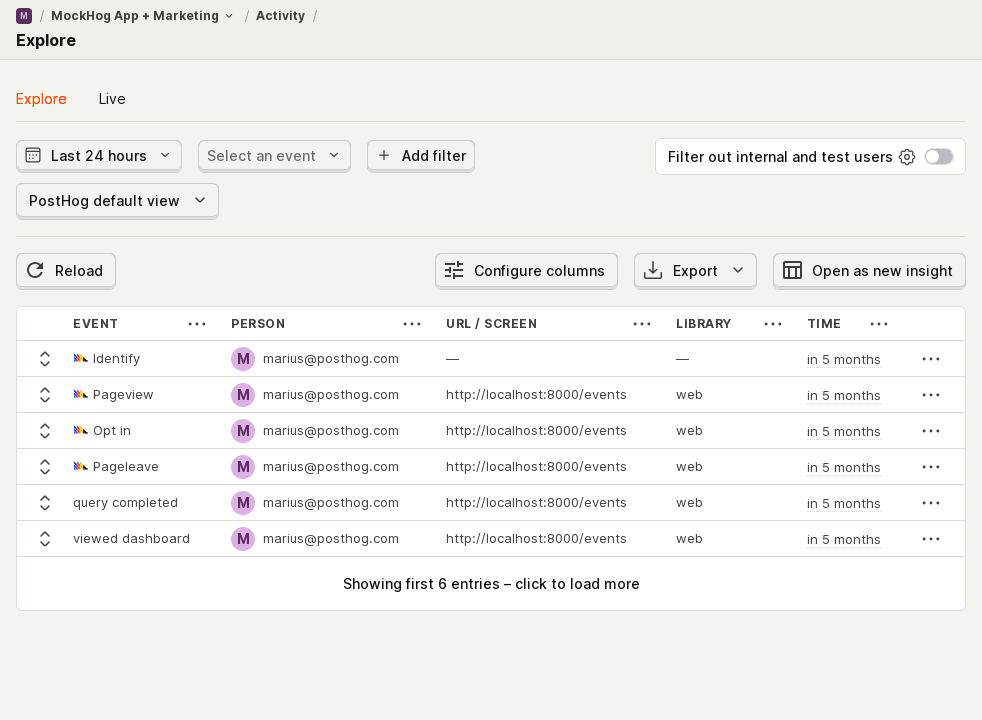 M / MockHog App + Marketing / Activity /
Explore
Explore Live
Last 24 hours Select an event Add filter Filter out internal and test users
PostHog default view
Reload Configure columns Export Open as new insight
EVENT PERSON URL / SCREEN LIBRARY TIME
Identify M marius@posthog.com — — in 5 months
Pageview M marius@posthog.com http://localhost:8000/events web in 5 months
Opt in M marius@posthog.com http://localhost:8000/events web in 5 months
Pageleave M marius@posthog.com http://localhost:8000/events web in 5 months
query completed M marius@posthog.com http://localhost:8000/events web in 5 months
viewed dashboard M marius@posthog.com http://localhost:8000/events web in 5 months
Showing first 6 entries – click to load more